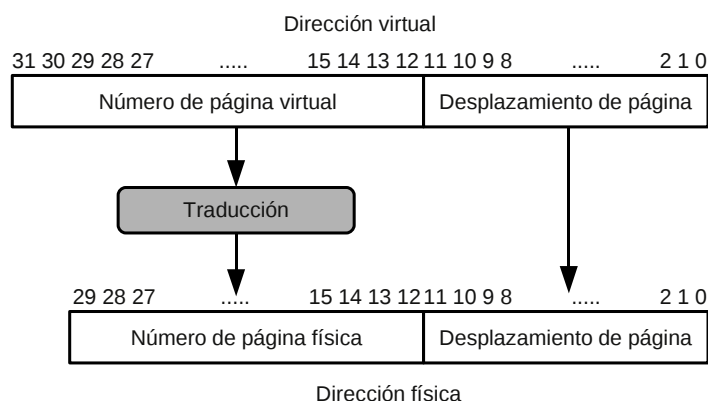 Dirección virtual
31 30 29 28 27 ..... 15 14 13 12 11 10 9 8 ..... 2 1 0
Número de página virtual Desplazamiento de página
Traducción
29 28 27 ..... 15 14 13 12 11 10 9 8 ..... 2 1 0
Número de página física Desplazamiento de página
Dirección física